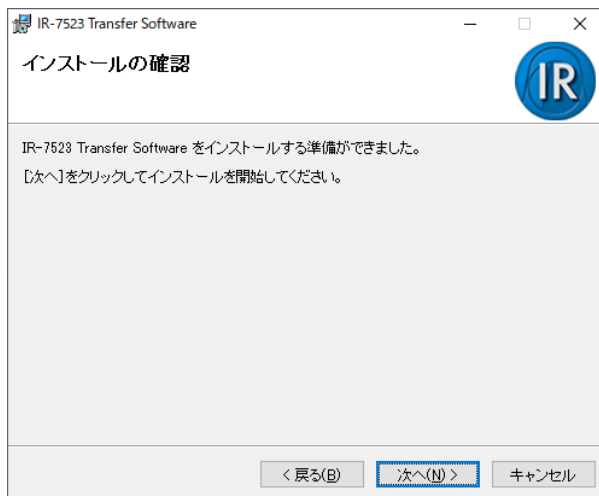 IR-7523 Transfer Software
インストールの確認
IR
IR-7523 Transfer Software をインストールする準備ができました。
[次へ]をクリックしてインストールを開始してください。
< 戻る(B)
次へ(N) >
キャンセル